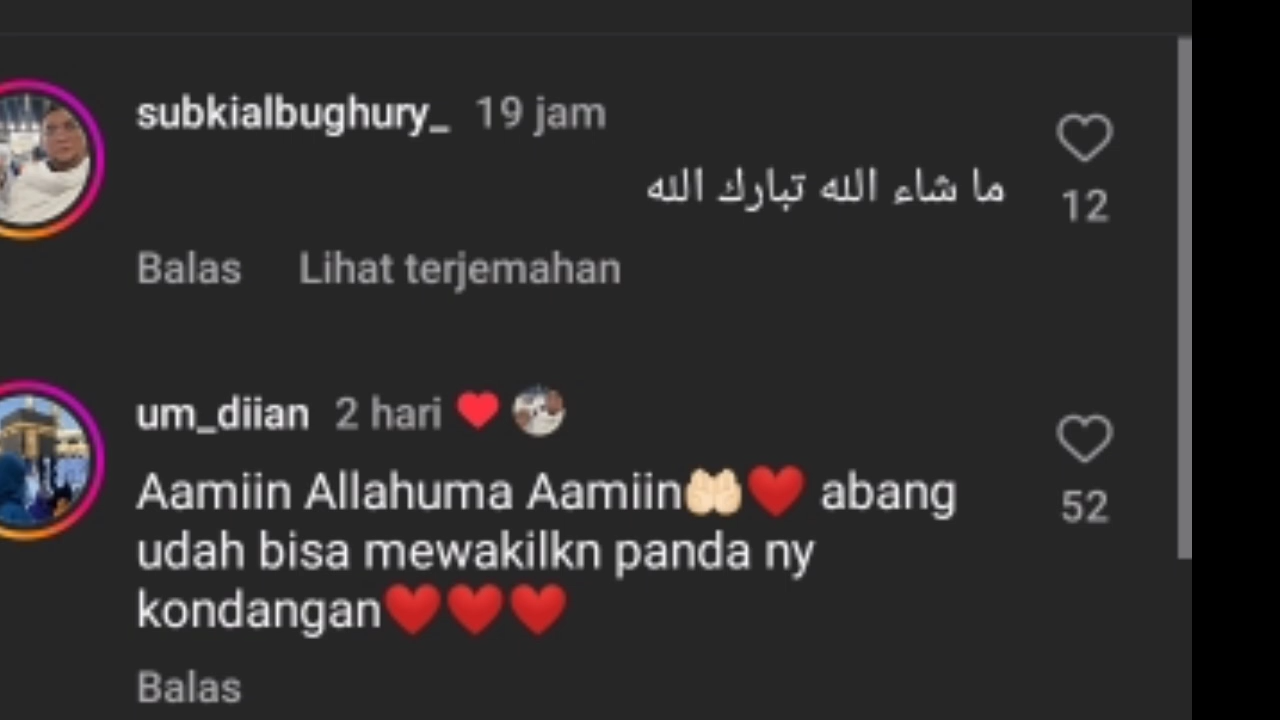 subkialbughury_ 19 jam
ما شاء الله تبارك الله
12
Balas Lihat terjemahan
um_diian 2 hari ❤️
Aamiin Allahuma Aamiin🤲🏻❤️ abang
udah bisa mewakilkn panda ny
kondangan❤️❤️❤️
52
Balas